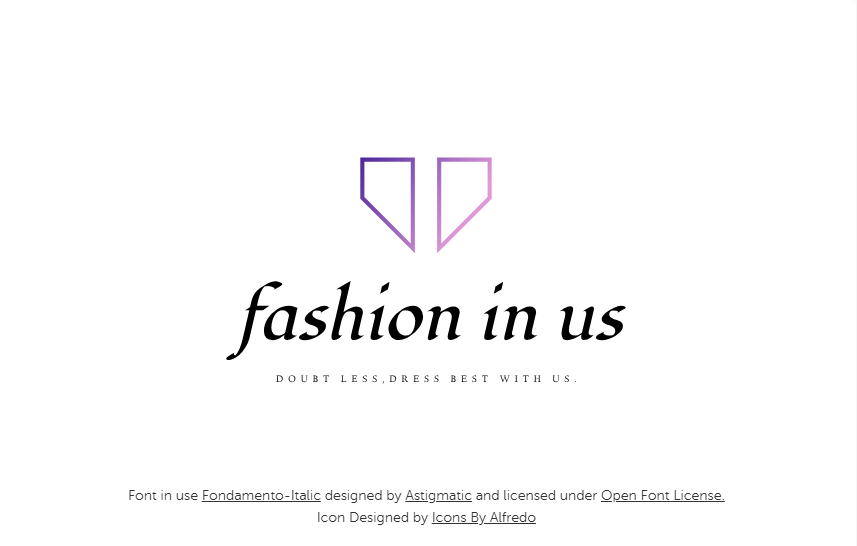 fashion in us
DOUBT LESS,DRESS BEST WITH US.
Font in use Fondamento-Italic designed by Astigmatic and licensed under Open Font License.
Icon Designed by Icons By Alfredo